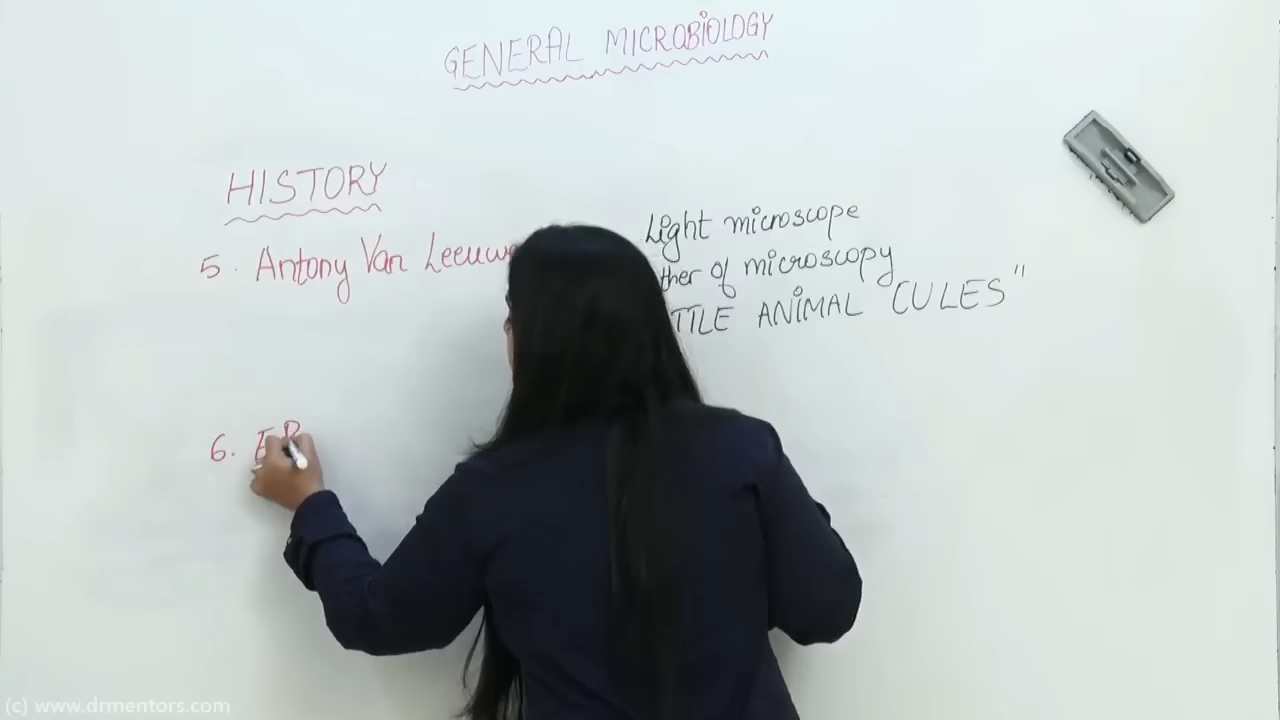 GENERAL MICROBIOLOGY
HISTORY
5. Antony Van Light microscope
of microscopy
ANIMAL CULES"
6.
(c) www.drmentors.com